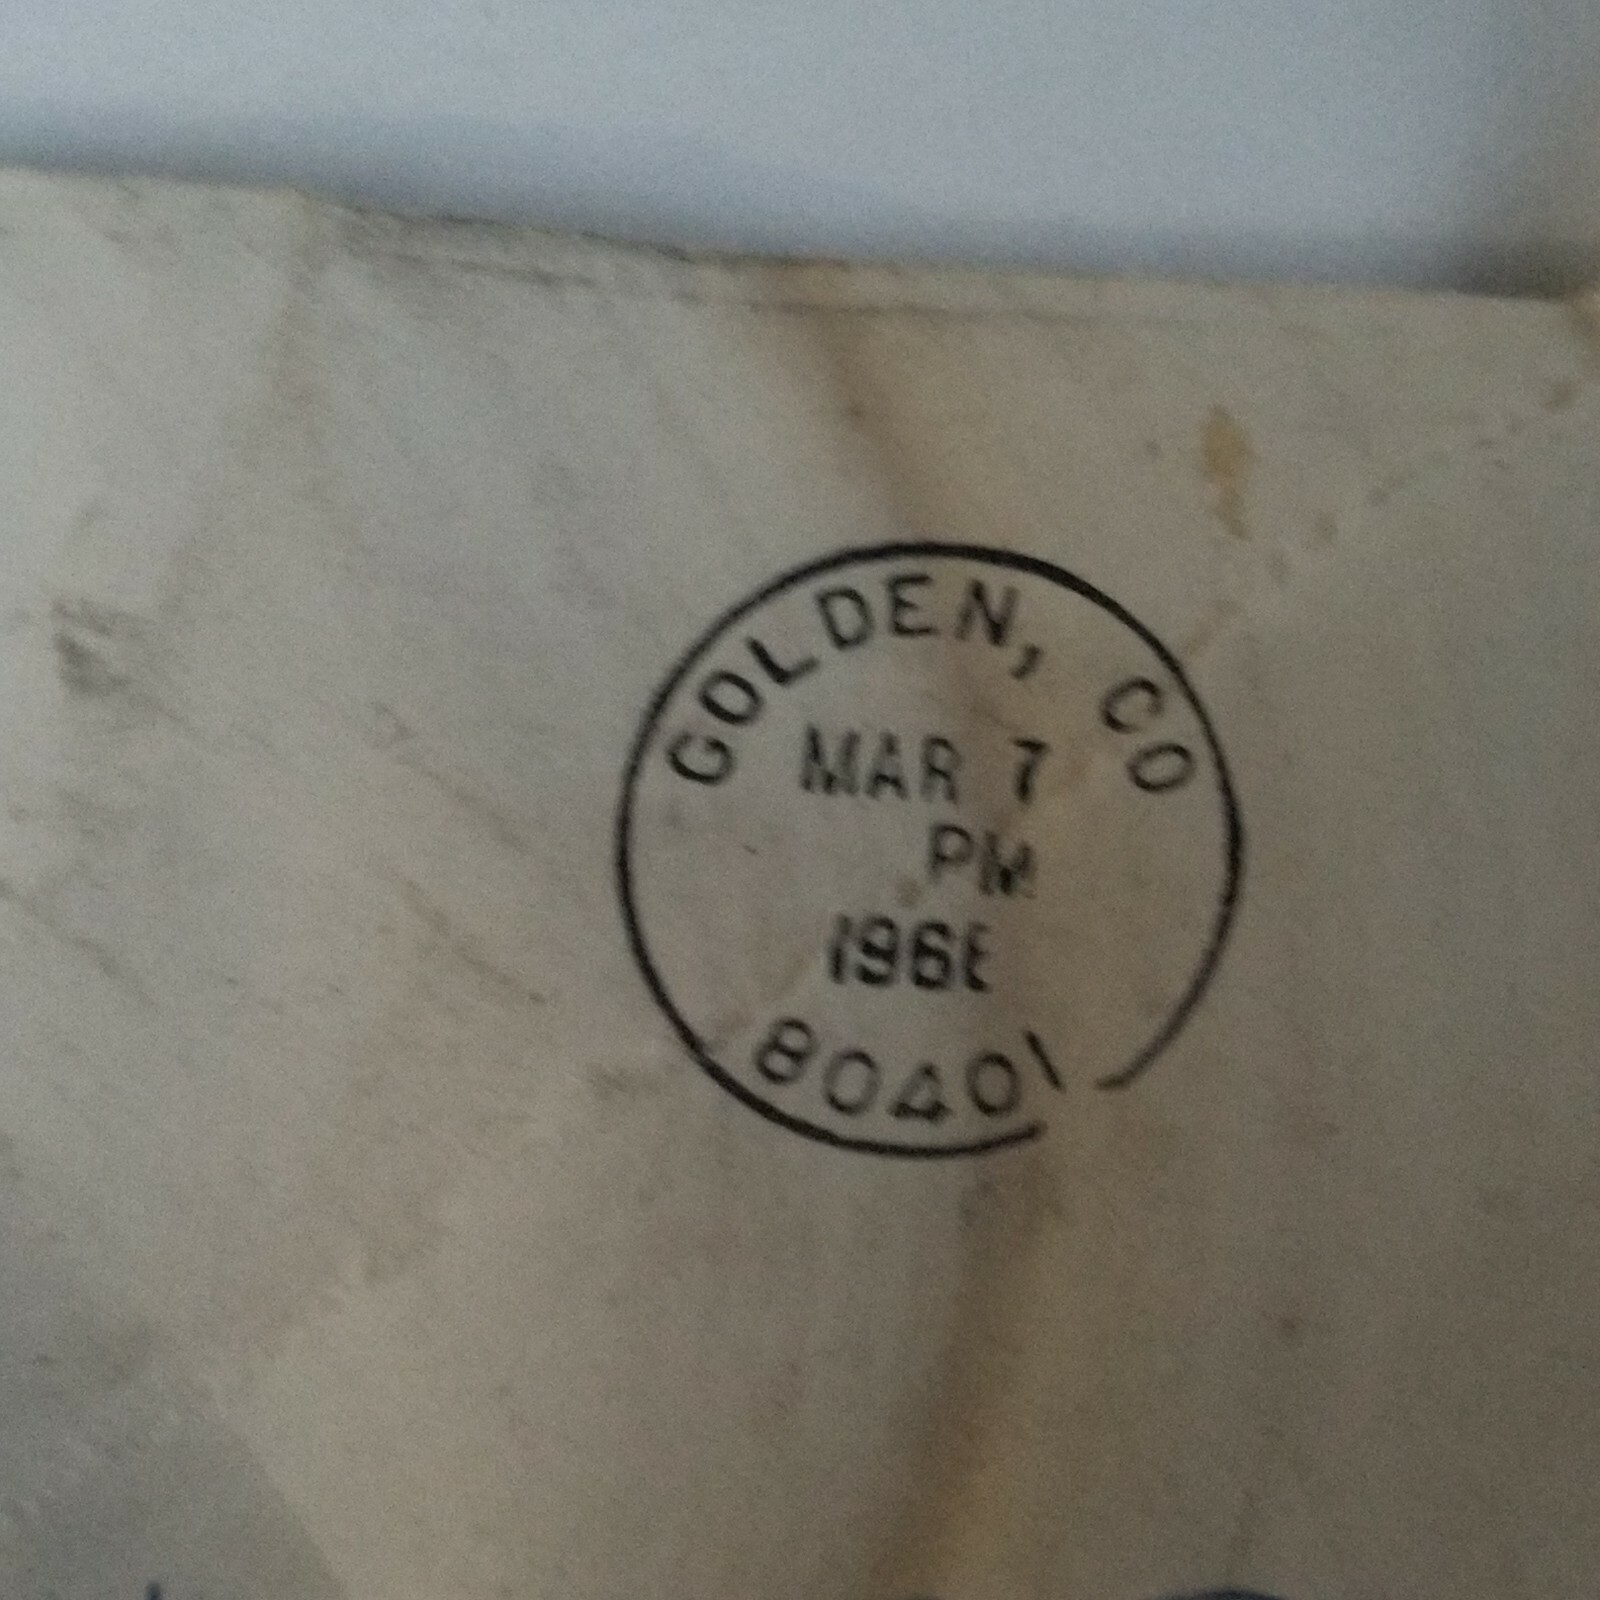 GOLDEN, CO
MAR 7
PM
80401